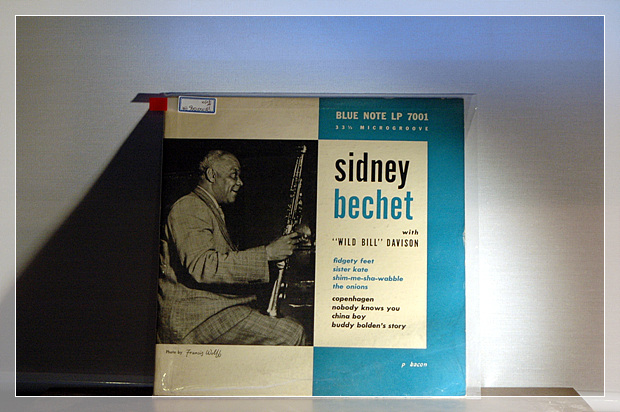 BLUE NOTE LP 7001
33⅓ MICROGROOVE
sidney
bechet
with
"WILD BILL" DAVISON
fidgety feet
sister kate
shim-me-sha-wabble
the onions
copenhagen
nobody knows you
china boy
buddy bolden's story
Photo by Francis Wolff
p bacon